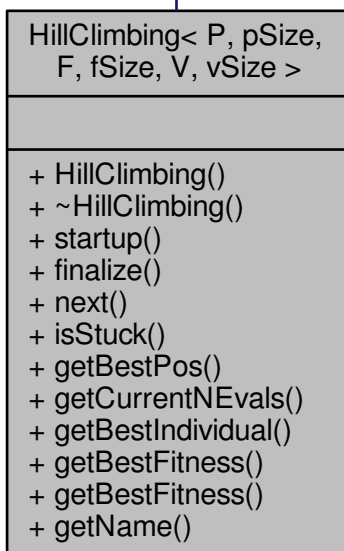 HillClimbing< P, pSize,
F, fSize, V, vSize >
+ HillClimbing()
+ ~HillClimbing()
+ startup()
+ finalize()
+ next()
+ isStuck()
+ getBestPos()
+ getCurrentNEvals()
+ getBestIndividual()
+ getBestFitness()
+ getBestFitness()
+ getName()